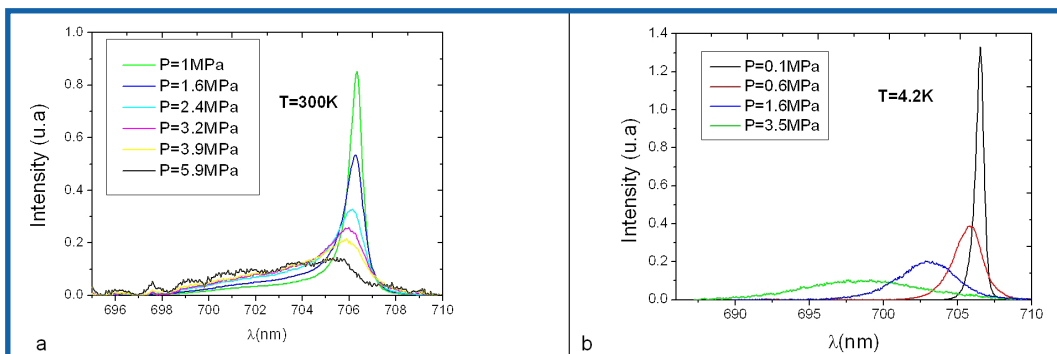 1.0
0.8
0.6
0.4
0.2
0.0
Intensity (u.a)
P=1MPa
P=1.6MPa
P=2.4MPa
P=3.2MPa
P=3.9MPa
P=5.9MPa
T=300K
696 698 700 702 704 706 708 710
λ(nm)
a
1.4
1.2
1.0
0.8
0.6
0.4
0.2
0.0
Intensity (u.a)
P=0.1MPa
P=0.6MPa
P=1.6MPa
P=3.5MPa
T=4.2K
690 695 700 705 710
λ(nm)
b